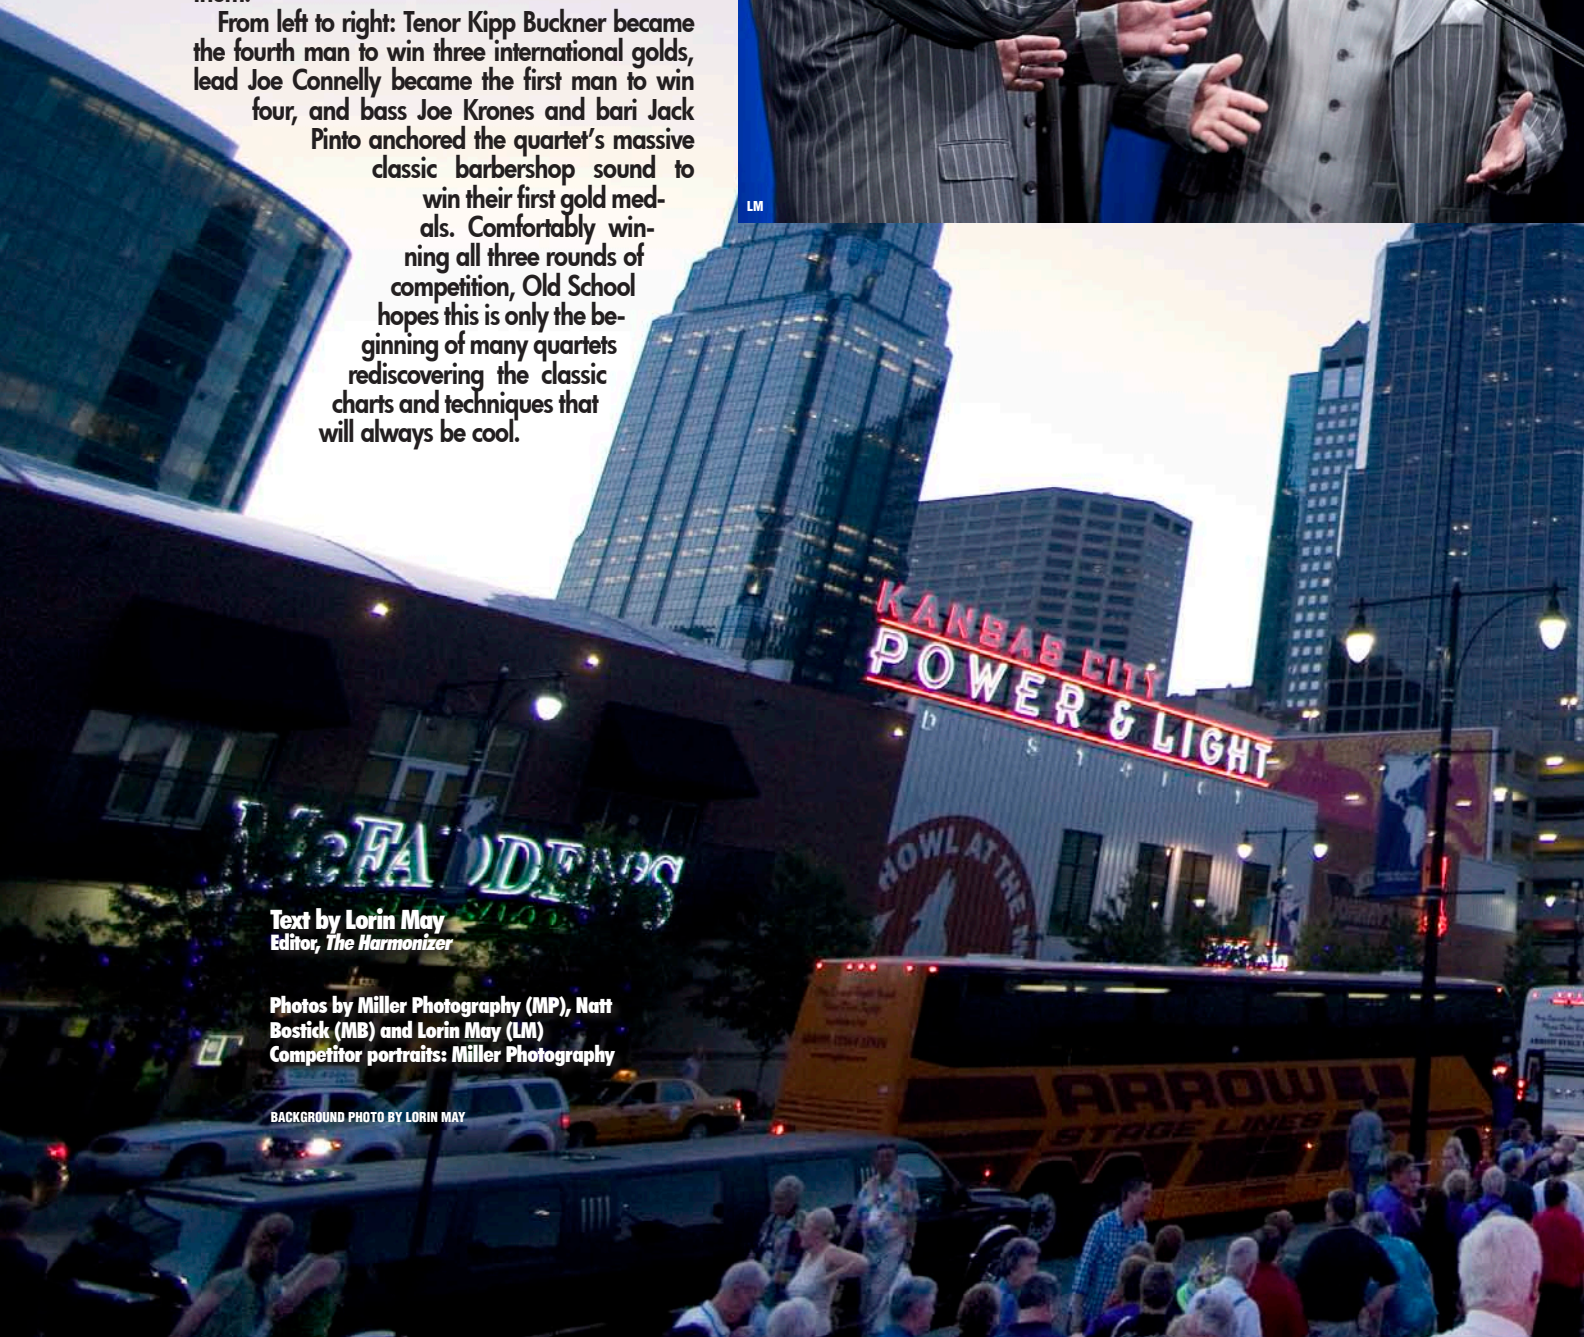 From left to right: Tenor Kipp Buckner became
the fourth man to win three international golds,
lead Joe Connelly became the first man to win
four, and bass Joe Krones and bari Jack
Pinto anchored the quartet's massive
classic barbershop sound to
win their first gold med-
als. Comfortably win-
ning all three rounds of
competition, Old School
hopes this is only the be-
ginning of many quartets
rediscovering the classic
charts and techniques that
will always be cool.
LM
KANSAS CITY
POWER & LIGHT
DISTRICT
HOWL AT THE
McFADDEN'S
Text by Lorin May
Editor, The Harmonizer
Photos by Miller Photography (MP), Natt
Bostick (MB) and Lorin May (LM)
Competitor portraits: Miller Photography
BACKGROUND PHOTO BY LORIN MAY
ARROW
STAGE LINES